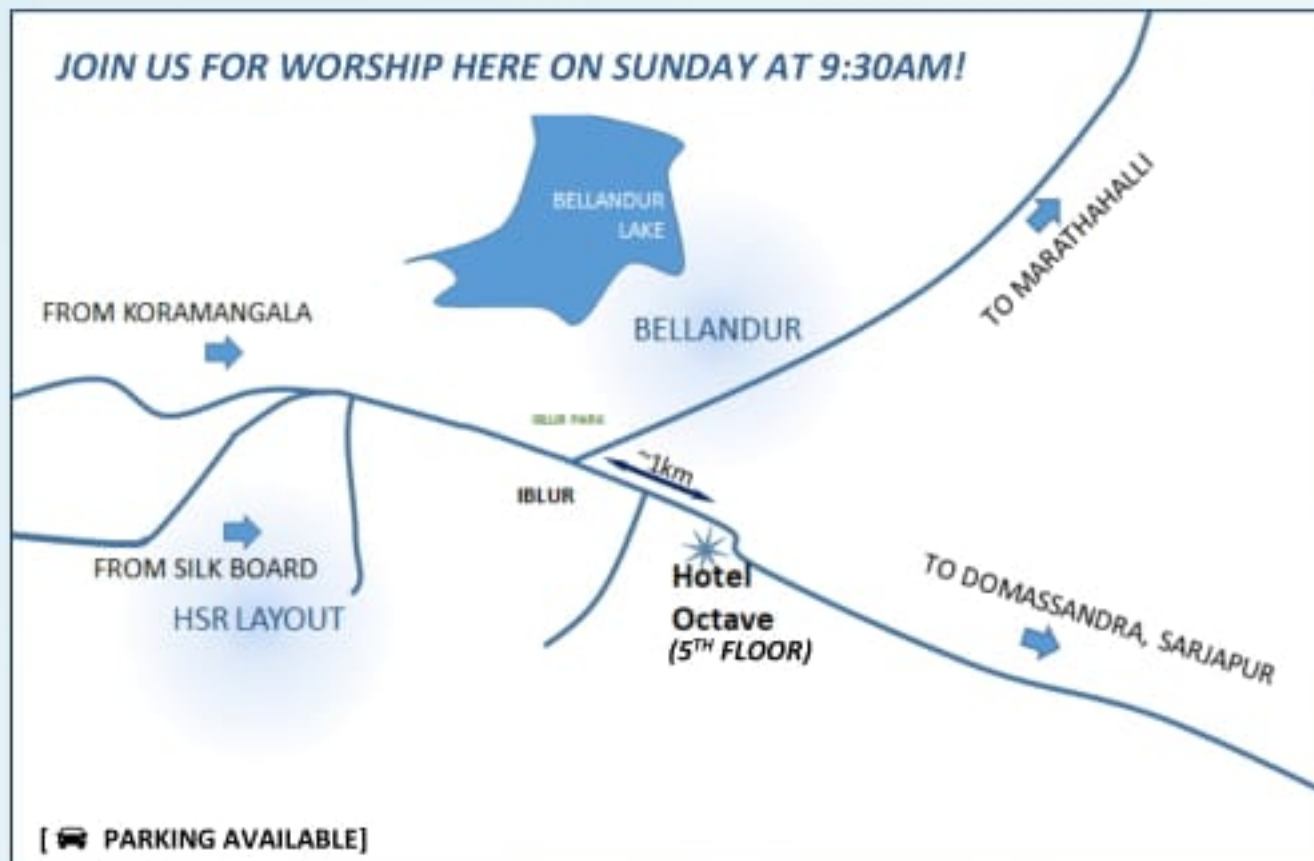 JOIN US FOR WORSHIP HERE ON SUNDAY AT 9:30AM!
BELLANDUR
LAKE
TO MARATHAHALLI
FROM KORAMANGALA
BELLANDUR
IBLUR PARK
~1km
IBLUR
FROM SILK BOARD
HSR LAYOUT
Hotel
Octave
(5TH FLOOR)
TO DOMASSANDRA, SARJAPUR
[ PARKING AVAILABLE]